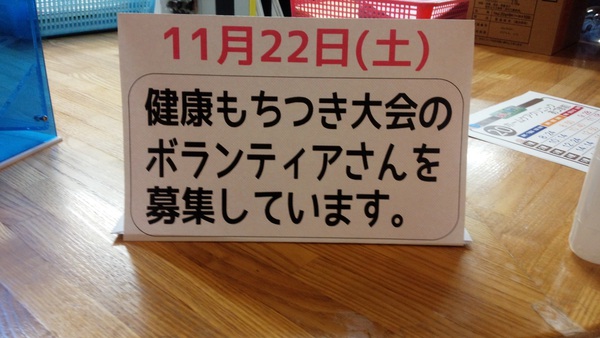 11月22日(土)
健康もちつき大会の
ボランティアさんを
募集しています。